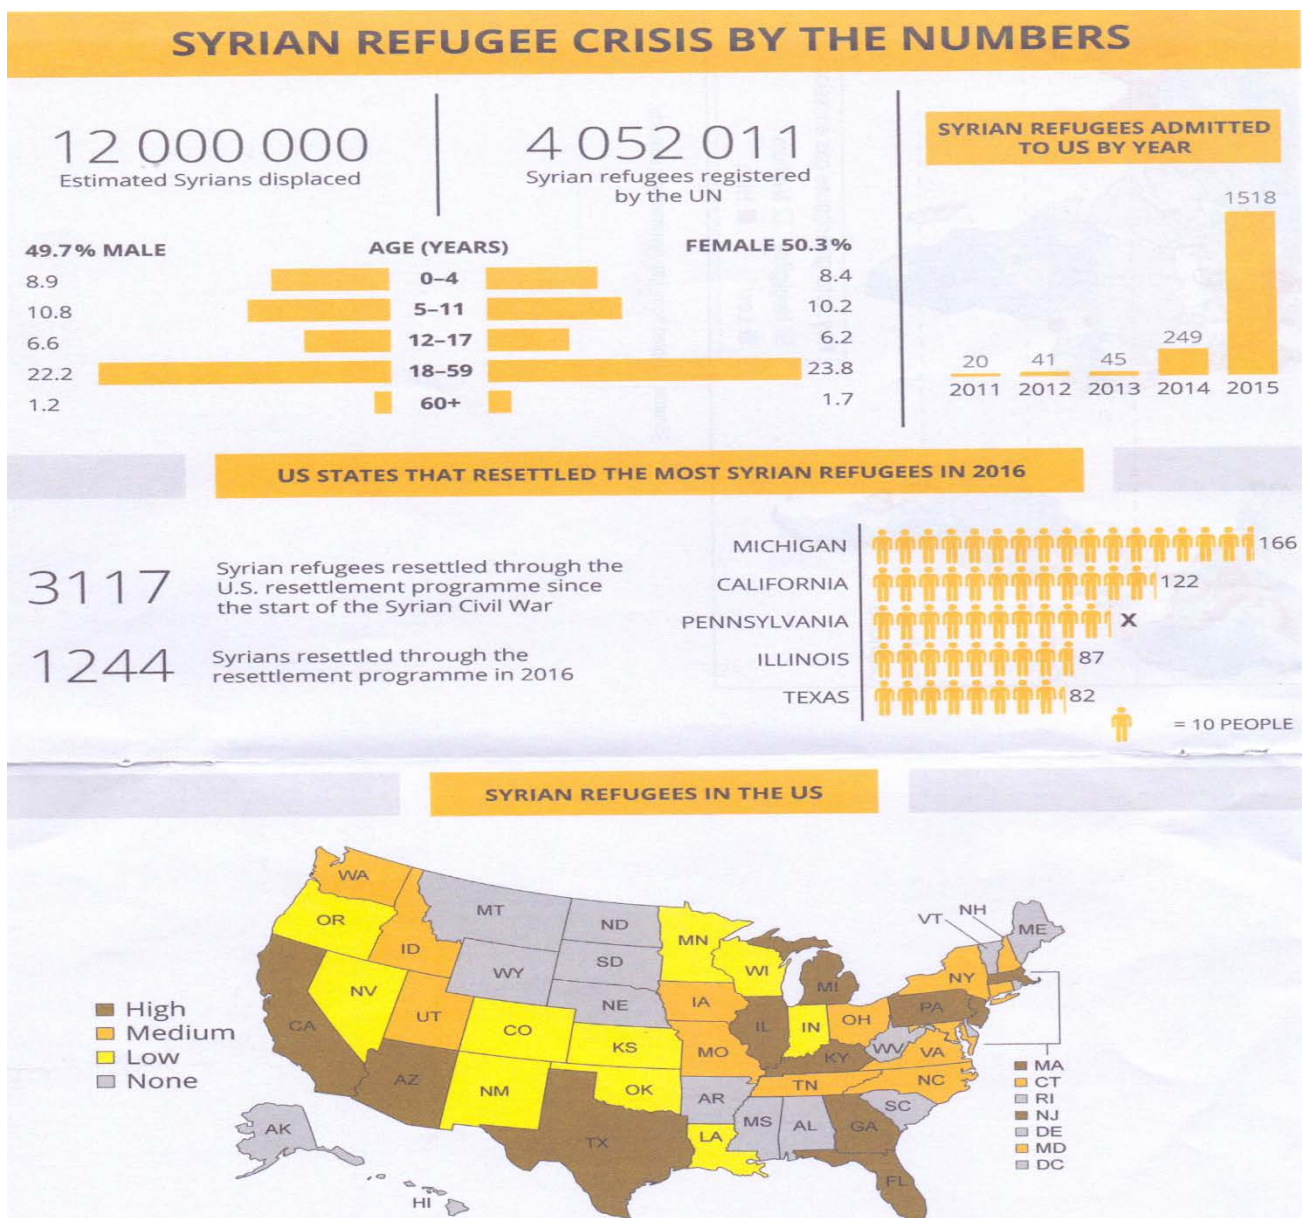 SYRIAN REFUGEE CRISIS BY THE NUMBERS
12 000 000
Estimated Syrians displaced
4 052 011
Syrian refugees registered
by the UN
49.7% MALE AGE (YEARS) FEMALE 50.3%
8.9 0–4 8.4
10.8 5–11 10.2
6.6 12–17 6.2
22.2 18–59 23.8
1.2 60+ 1.7
SYRIAN REFUGEES ADMITTED
TO US BY YEAR
1518
249
20 41 45
2011 2012 2013 2014 2015
US STATES THAT RESETTLED THE MOST SYRIAN REFUGEES IN 2016
3117
Syrian refugees resettled through the
U.S. resettlement programme since
the start of the Syrian Civil War
1244
Syrians resettled through the
resettlement programme in 2016
MICHIGAN 166
CALIFORNIA 122
PENNSYLVANIA X
ILLINOIS 87
TEXAS 82
= 10 PEOPLE
SYRIAN REFUGEES IN THE US
High
Medium
Low
None
WA
OR
ID
MT
ND
MN
SD
WY
NE
WI
MI
NV
UT
CO
IA
IL
IN
OH
PA
NY
VT
NH
ME
CA
KS
MO
KY
WV
VA
AZ
NM
OK
AR
TN
NC
SC
TX
LA
MS
AL
GA
FL
AK
HI
MA
CT
RI
NJ
DE
MD
DC